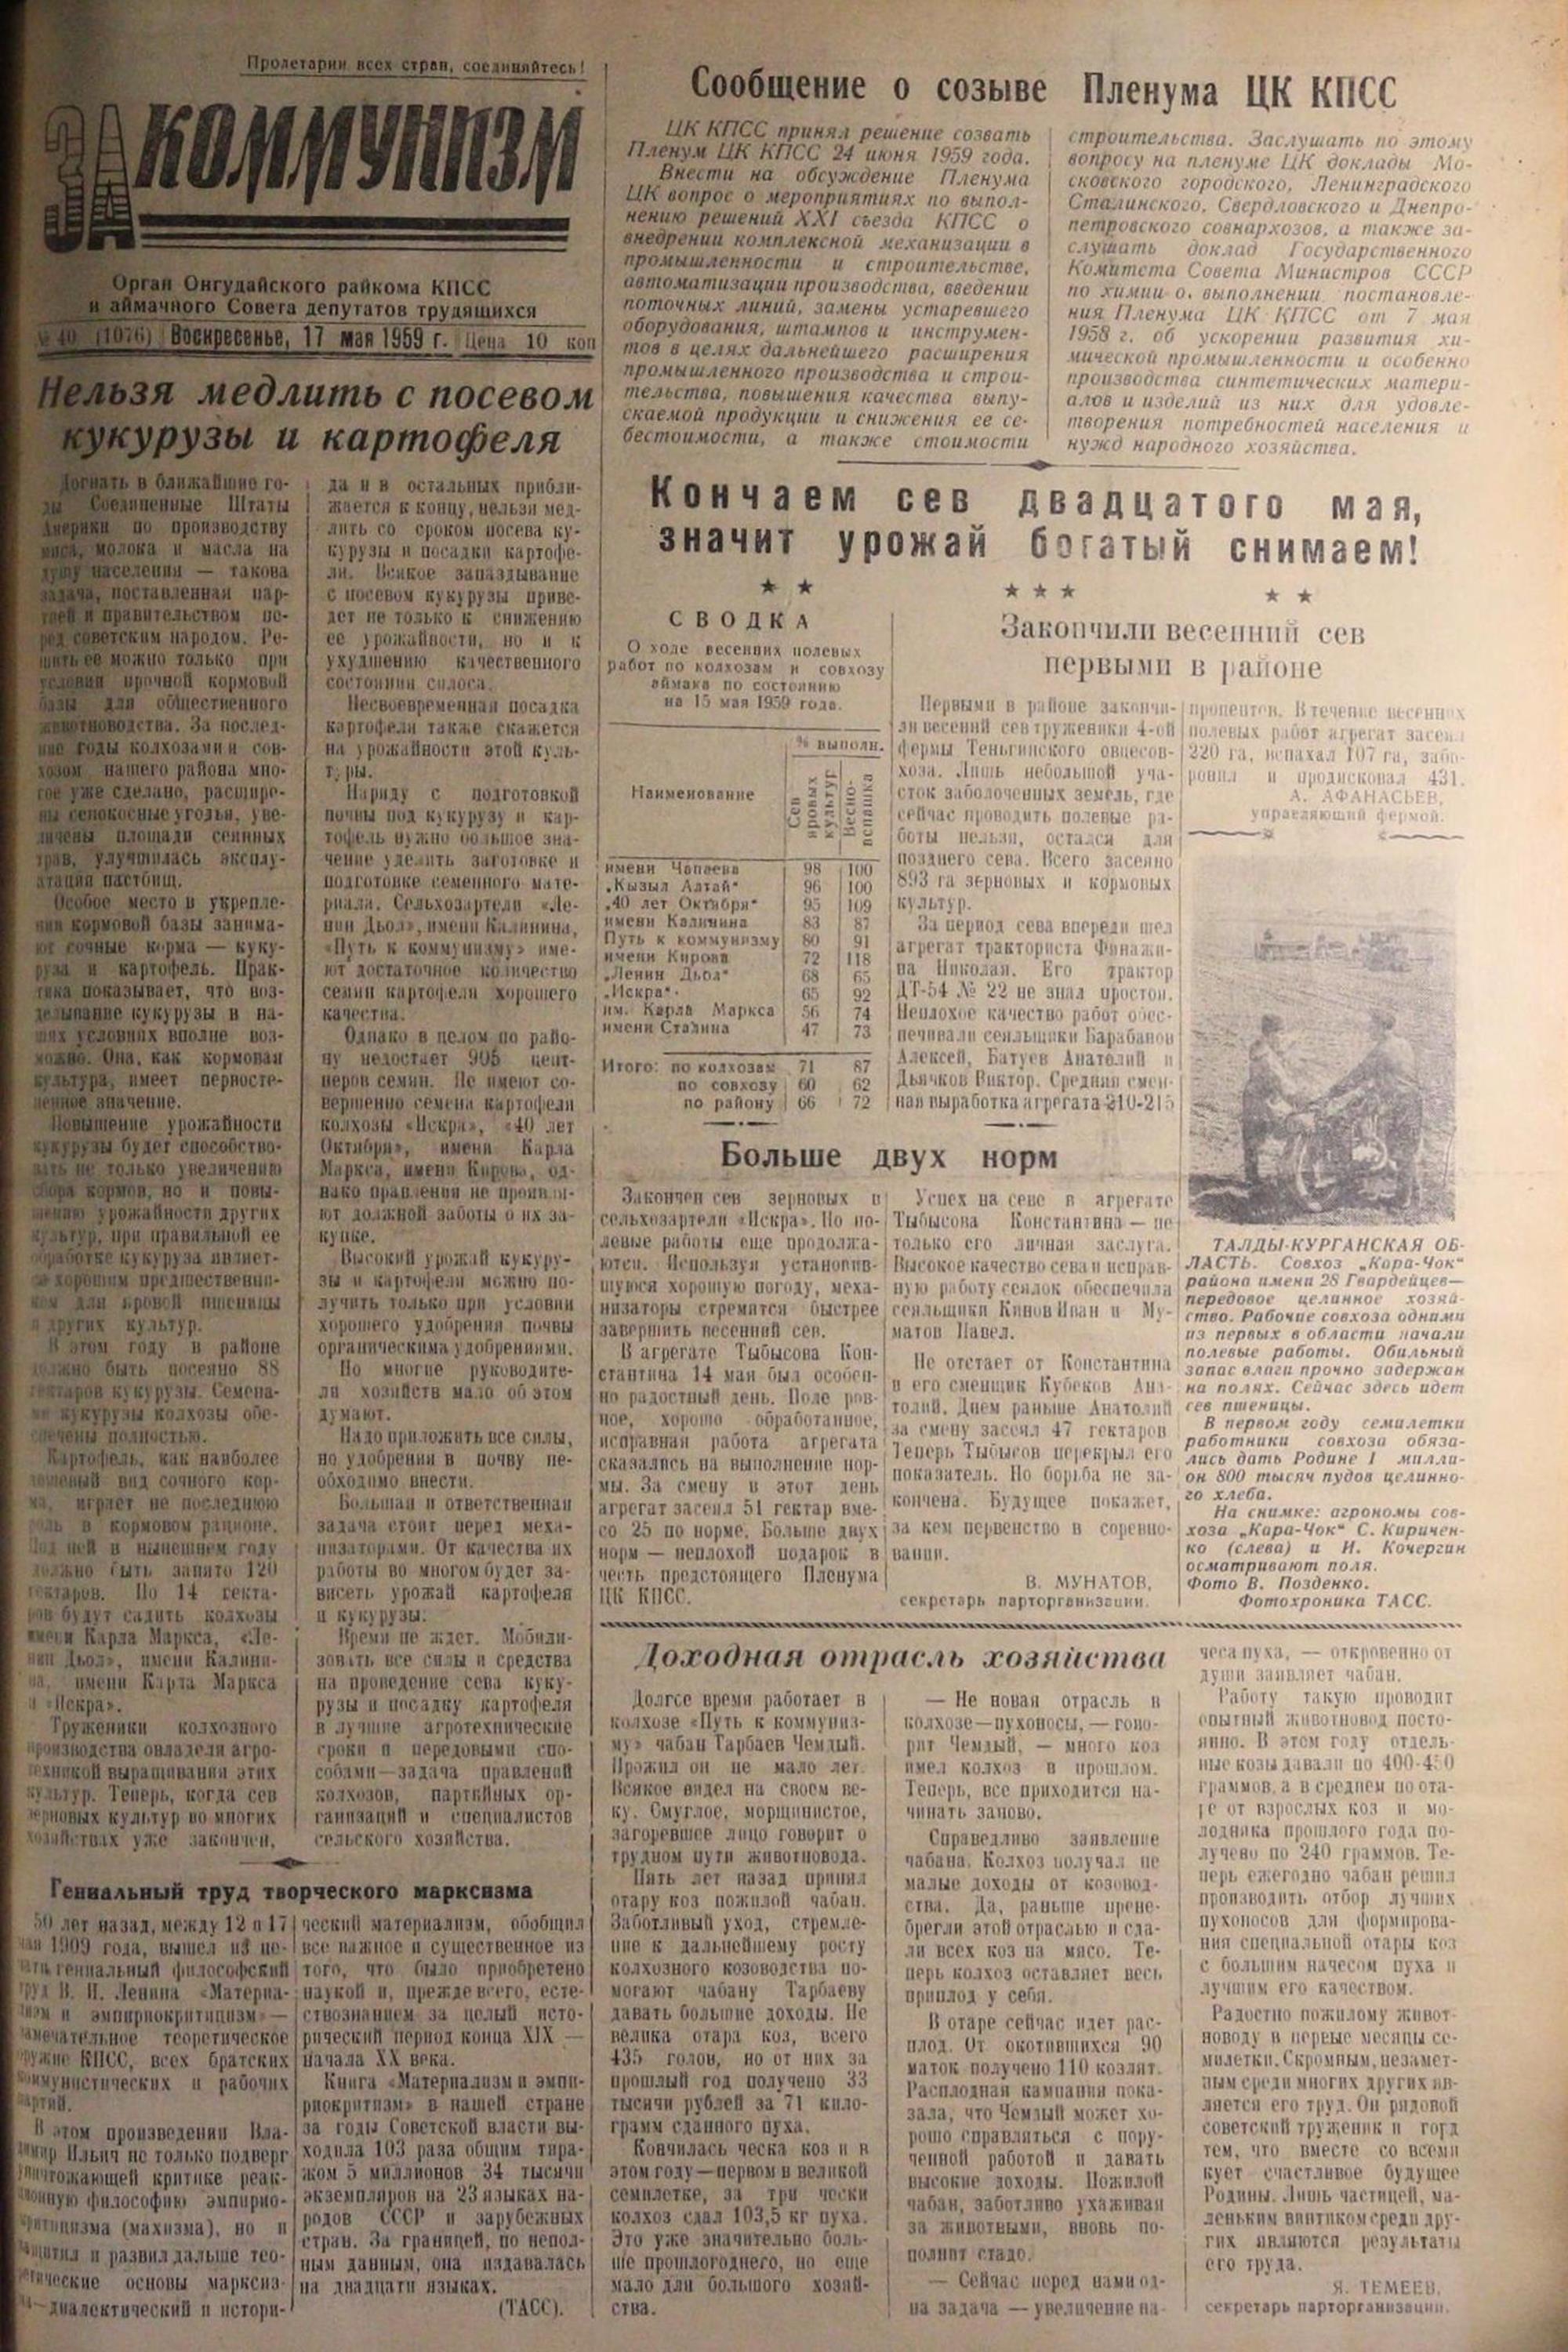 Пролетарии всех стран, соединяйтесь!
ЗА КОММУНИЗМ
Орган Онгудайского райкома КПСС
и аймачного Совета депутатов трудящихся
№ 40 (1076) Воскресенье, 17 мая 1959 г. Цена 10 коп
Нельзя медлить с посевом
кукурузы и картофеля
Догнать в ближайшие го-
ды Соединенные Штаты
Америки по производству
мяса, молока и масла на
душу населения — такова
задача, поставленная пар-
тией и правительством пе-
ред советским народом. Ре-
шить ее можно только при
условии прочной кормовой
базы для общественного
животноводства. За послед-
ние годы колхозами и сов-
хозом нашего района мно-
гое уже сделано, расшире-
ны сенокосные угодья, уве-
личены площади сеянных
трав, улучшилась эксплу-
атация пастбищ.
Особое место в укрепле-
нии кормовой базы занима-
ют сочные корма — куку-
руза и картофель. Прак-
тика показывает, что воз-
делывание кукурузы в на-
ших условиях вполне воз-
можно. Она, как кормовая
культура, имеет первосте-
пенное значение.
Повышение урожайности
кукурузы будет способство-
вать не только увеличению
сбора кормов, но и повы-
шению урожайности других
культур, при правильной ее
обработке кукуруза являет-
ся хорошим предшественни-
ком для яровой пшеницы
и других культур.
В этом году в районе
должно быть посеяно 88
гектаров кукурузы. Семена-
ми кукурузы колхозы обе-
спечены полностью.
Картофель, как наиболее
вид сочного кор-
ма, играет не последнюю
роль в кормовом рационе.
Под ней в нынешнем году
должно быть занято 120
гектаров. По 14 гекта-
ров будут садить колхозы
имени Карла Маркса, «Ле-
нин Дьол», имени Калини-
на, имени Карла Маркса
и «Искра».
Труженики колхозного
производства овладели агро-
техникой выращивания этих
культур. Теперь, когда сев
зерновых культур во многих
хозяйствах уже закончен,
да и в остальных прибли-
жается к концу, нельзя мед-
лить со сроком посева ку-
курузы и посадки картофе-
ля. Всякое запаздывание
с посевом кукурузы приве-
дет не только к снижению
ее урожайности, но и к
ухудшению качественного
состояния силоса.
Несвоевременная посадка
картофеля также скажется
на урожайности этой куль-
туры.
Наряду с подготовкой
почвы под кукурузу и кар-
тофель нужно большое зна-
чение уделить заготовке и
подготовке семенного мате-
риала. Сельхозартели «Ле-
нин Дьол», имени Калинина,
«Путь к коммунизму» име-
ют достаточное количество
семян картофеля хорошего
качества.
Однако в целом по райо-
ну недостает 905 цент-
неров семян. Не имеют со-
вершенно семена картофеля
колхозы «Искра», «40 лет
Октября», имени Карла
Маркса, имени Кирова, од-
нако правления не проявля-
ют должной заботы о их за-
купке.
Высокий урожай кукуру-
зы и картофеля можно по-
лучить только при условии
хорошего удобрения почвы
органическими удобрениями.
Но многие руководите-
ли хозяйств мало об этом
думают.
Надо приложить все силы,
но удобрения в почву не-
обходимо внести.
Большая и ответственная
задача стоит перед меха-
низаторами. От качества их
работы во многом будет за-
висеть урожай картофеля
и кукурузы.
Время не ждет. Мобили-
зовать все силы и средства
на проведение сева куку-
рузы и посадку картофеля
в лучшие агротехнические
сроки и передовыми спо-
собами—задача правлений
колхозов, партийных ор-
ганизаций и специалистов
сельского хозяйства.
Гениальный труд творческого марксизма
50 лет назад, между 12 и 17
мая 1909 года, вышел из пе-
чати гениальный философский
труд В. И. Ленина «Материа-
лизм и эмпириокритицизм» —
замечательное теоретическое
оружие КПСС, всех братских
коммунистических и рабочих
партий.
В этом произведении Вла-
димир Ильич не только подверг
уничтожающей критике реак-
ционную философию эмпирио-
критицизма (махизма), но и
защитил и развил дальше тео-
ретические основы марксиз-
ма—диалектический и истори-
ческий материализм, обобщил
все важное и существенное из
того, что было приобретено
наукой и, прежде всего, есте-
ствознанием за целый исто-
рический период конца XIX —
начала XX века.
Книга «Материализм и эмпи-
риокритизм» в нашей стране
за годы Советской власти вы-
ходила 103 раза общим тира-
жом 5 миллионов 34 тысячи
экземпляров на 23 языках на-
родов СССР и зарубежных
стран. За границей, по непол-
ным данным, она издавалась
на двадцати языках.
(ТАСС).
Сообщение о созыве Пленума ЦК КПСС
ЦК КПСС принял решение созвать
Пленум ЦК КПСС 24 июня 1959 года.
Внести на обсуждение Пленума
ЦК вопрос о мероприятиях по выпол-
нению решений XXI съезда КПСС о
внедрении комплексной механизации в
промышленности и строительстве,
автоматизации производства, введении
поточных линий, замены устаревшего
оборудования, штампов и инструмен-
тов в целях дальнейшего расширения
промышленного производства и строи-
тельства, повышения качества выпу-
скаемой продукции и снижения ее се-
бестоимости, а также стоимости
строительства. Заслушать по этому
вопросу на пленуме ЦК доклады Мо-
сковского городского, Ленинградского
Сталинского, Свердловского и Днепро-
петровского совнархозов, а также за-
слушать доклад Государственного
Комитета Совета Министров СССР
по химии о выполнении постановле-
ния Пленума ЦК КПСС от 7 мая
1958 г. об ускорении развития хи-
мической промышленности и особенно
производства синтетических матери-
алов и изделий из них для удовле-
творения потребностей населения и
нужд народного хозяйства.
Кончаем сев двадцатого мая,
значит урожай богатый снимаем!
СВОДКА
О ходе весенних полевых
работ по колхозам и совхозу
аймака по состоянию
на 15 мая 1959 года.
Наименование
% выполн.
Сев яровых культур
Весно-вспашка
имени Чапаева 98 100
„Кызыл Алтай“ 96 100
„40 лет Октября“ 95 109
имени Калинина 83 87
Путь к коммунизму 80 91
имени Кирова 72 118
„Ленин Дьол“ 68 65
„Искра“ 65 92
им. Карла Маркса 56 74
имени Сталина 47 73
Итого: по колхозам 71 87
по совхозу 60 62
по району 66 72
Закончили весенний сев
первыми в районе
Первыми в районе закончи-
ли весенний сев труженики 4-ой
фермы Теньгинского овцесов-
хоза. Лишь небольшой уча-
сток заболоченных земель, где
сейчас проводить полевые ра-
боты нельзя, остался для
позднего сева. Всего засеяно
893 га зерновых и кормовых
культур.
За период сева впереди шел
агрегат тракториста Финажи-
на Николая. Его трактор
ДТ-54 № 22 не знал простоя.
Неплохое качество работ обес-
печивали сеяльщики Барабанов
Алексей, Батуев Анатолий и
Дьячков Виктор. Средняя смен-
ная выработка агрегата 210-215
процентов. В течение весенних
полевых работ агрегат засеял
220 га, вспахал 107 га, забо-
ронил и продисковал 431.
А. АФАНАСЬЕВ,
управляющий фермой.
Больше двух норм
Закончен сев зерновых в
сельхозартели «Искра». Но по-
левые работы еще продолжа-
ются. Используя установив-
шуюся хорошую погоду, меха-
низаторы стремятся быстрее
завершить весенний сев.
В агрегате Тыбысова Кон-
стантина 14 мая был особен-
но радостный день. Поле ров-
ное, хорошо обработанное,
исправная работа агрегата
сказались на выполнение нор-
мы. За смену в этот день
агрегат засеял 51 гектар вме-
со 25 по норме. Больше двух
норм — неплохой подарок в
честь предстоящего Пленума
ЦК КПСС.
Успех на севе в агрегате
Тыбысова Константина — не
только его личная заслуга.
Высокое качество сева и исправ-
ную работу сеялок обеспечили
сеяльщики Кинов Иван и Му-
матов Павел.
Не отстает от Константина
и его сменщик Кубеков Ана-
толий. Днем раньше Анатолий
за смену засеял 47 гектаров
Теперь Тыбысов перекрыл его
показатель. Но борьба не за-
кончена. Будущее покажет,
за кем первенство в соревно-
вании.
В. МУНАТОВ,
секретарь парторганизации.
ТАЛДЫ-КУРГАНСКАЯ ОБ-
ЛАСТЬ. Совхоз „Кара-Чок“
района имени 28 Гвардейцев—
передовое целинное хозяй-
ство. Рабочие совхоза одними
из первых в области начали
полевые работы. Обильный
запас влаги прочно задержан
на полях. Сейчас здесь идет
сев пшеницы.
В первом году семилетки
работники совхоза обяза-
лись дать Родине 1 милли-
он 800 тысяч пудов целинно-
го хлеба.
На снимке: агрономы сов-
хоза „Кара-Чок“ С. Киричен-
ко (слева) и И. Кочергин
осматривают поля.
Фото В. Позденко.
Фотохроника ТАСС.
Доходная отрасль хозяйства
Долгое время работает в
колхозе «Путь к коммуниз-
му» чабан Тарбаев Чемдый.
Прожил он не мало лет.
Всякое видел на своем ве-
ку. Смуглое, морщинистое,
загоревшее лицо говорит о
трудном пути животновода.
Пять лет назад принял
отару коз пожилой чабан.
Заботливый уход, стремле-
ние к дальнейшему росту
колхозного козоводства по-
могают чабану Тарбаеву
давать большие доходы. Не
велика отара коз, всего
435 голов, но от них за
прошлый год получено 33
тысячи рублей за 71 кило-
грамм сданного пуха.
Кончилась ческа коз и в
этом году—первом в великой
семилетке, за три чески
колхоз сдал 103,5 кг пуха.
Это уже значительно боль-
ше прошлогоднего, но еще
мало для большого хозяй-
ства.
— Не новая отрасль в
колхозе—пухоносы, — гово-
рит Чемдый, — много коз
имел колхоз в прошлом.
Теперь, все приходится на-
чинать заново.
Справедливо заявление
чабана. Колхоз получал не
малые доходы от козовод-
ства. Да, раньше прене-
брегли этой отраслью и сда-
ли всех коз на мясо. Те-
перь колхоз оставляет весь
приплод у себя.
В отаре сейчас идет рас-
плод. От окотившихся 90
маток получено 110 козлят.
Расплодная кампания пока-
зала, что Чемдый может хо-
рошо справляться с пору-
ченной работой и давать
высокие доходы. Пожилой
чабан, заботливо ухаживая
за животными, вновь по-
полнит стадо.
— Сейчас перед нами од-
на задача — увеличение на-
чеса пуха, — откровенно от
души заявляет чабан.
Работу такую проводит
опытный животновод посто-
янно. В этом году отдель-
ные козы давали по 400-450
граммов, а в среднем по ота-
ре от взрослых коз и мо-
лодняка прошлого года по-
лучено по 240 граммов. Те-
перь ежегодно чабан решил
производить отбор лучших
пухоносов для формирова-
ния специальной отары коз
с большим начесом пуха и
лучшим его качеством.
Радостно пожилому живот-
новоду в первые месяцы се-
милетки. Скромным, незамет-
ным среди многих других яв-
ляется его труд. Он рядовой
советский труженик и горд
тем, что вместе со всеми
кует счастливое будущее
Родины. Лишь частицей, ма-
леньким винтиком среди дру-
гих являются результаты
его труда.
Я. ТЕМЕЕВ,
секретарь парторганизации.